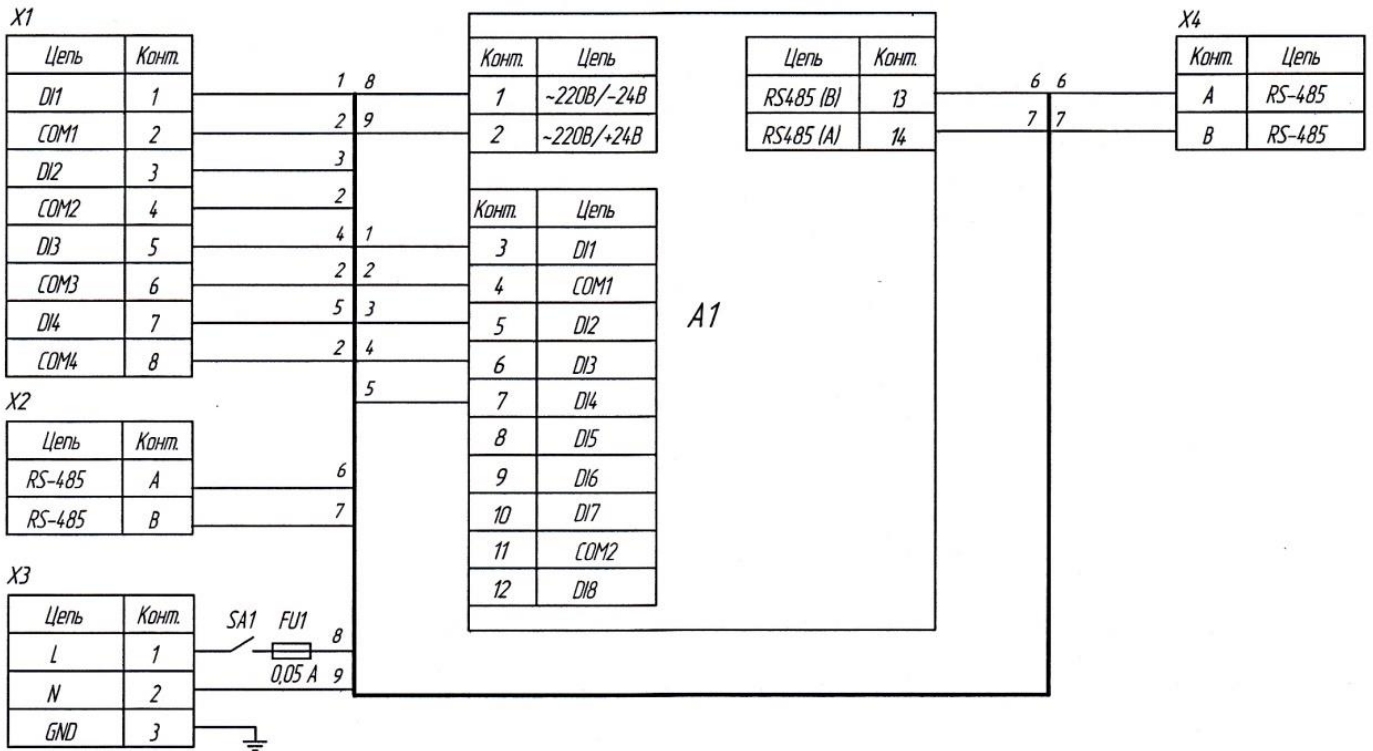 X1
Цепь Конт.
DI1 1
COM1 2
DI2 3
COM2 4
DI3 5
COM3 6
DI4 7
COM4 8
1 8
2 9
3
2
4 1
2 2
5 3
2 4
5
X2
Цепь Конт.
RS-485 A
RS-485 B
6
7
X3
Цепь Конт.
L 1
N 2
GND 3
SA1 FU1
0,05 A
8
9
Конт. Цепь
1 ~220В/-24В
2 ~220В/+24В
Конт. Цепь
3 DI1
4 COM1
5 DI2
6 DI3
7 DI4
8 DI5
9 DI6
10 DI7
11 COM2
12 DI8
A1
Цепь Конт.
RS485 (B) 13
RS485 (A) 14
6 6
7 7
X4
Конт. Цепь
A RS-485
B RS-485